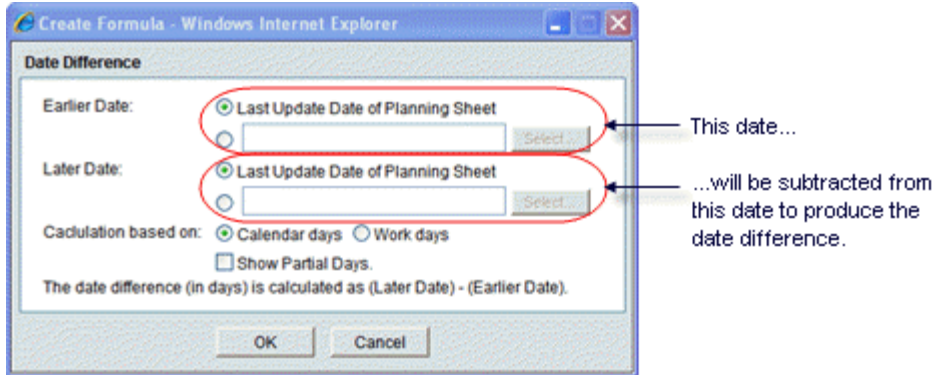 Create Formula - Windows Internet Explorer
Date Difference
Earlier Date:
Last Update Date of Planning Sheet
Select...
This date...
Later Date:
Last Update Date of Planning Sheet
Select...
...will be subtracted from
this date to produce the
date difference.
Caclulation based on:
Calendar days
Work days
Show Partial Days.
The date difference (in days) is calculated as (Later Date) - (Earlier Date).
OK
Cancel